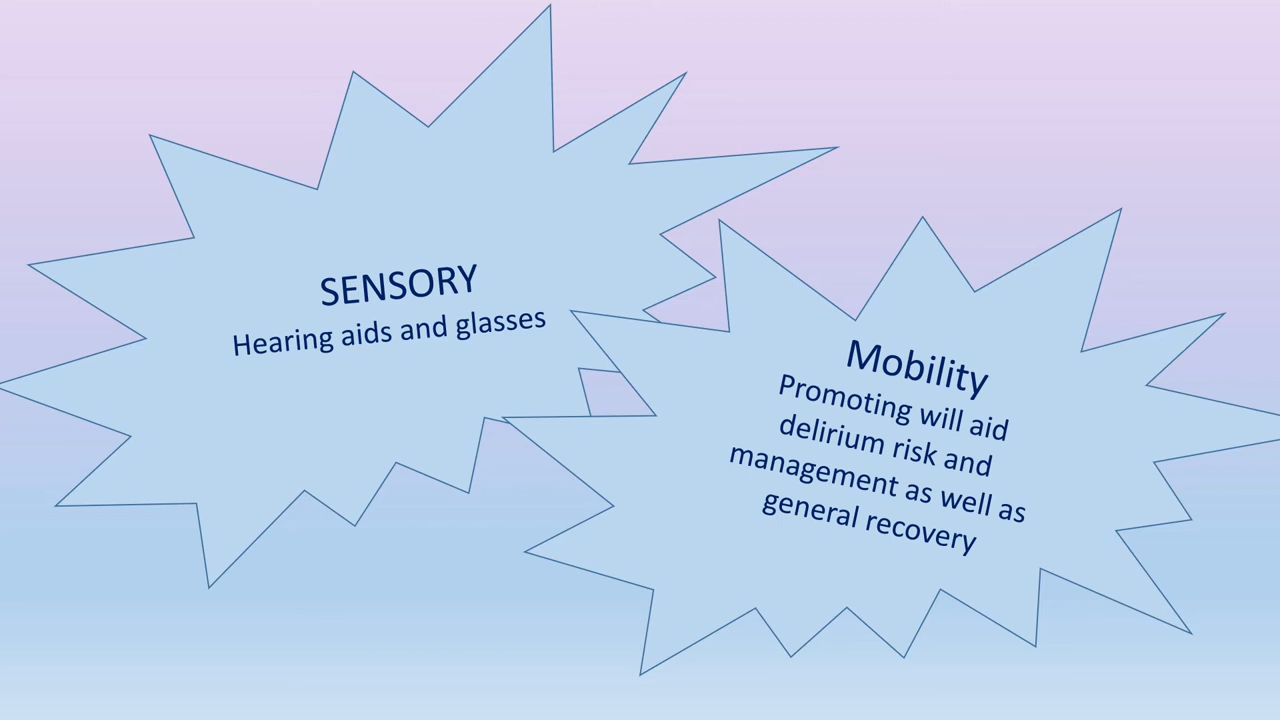 SENSORY
Hearing aids and glasses
Mobility
Promoting will aid
delirium risk and
management as well as
general recovery